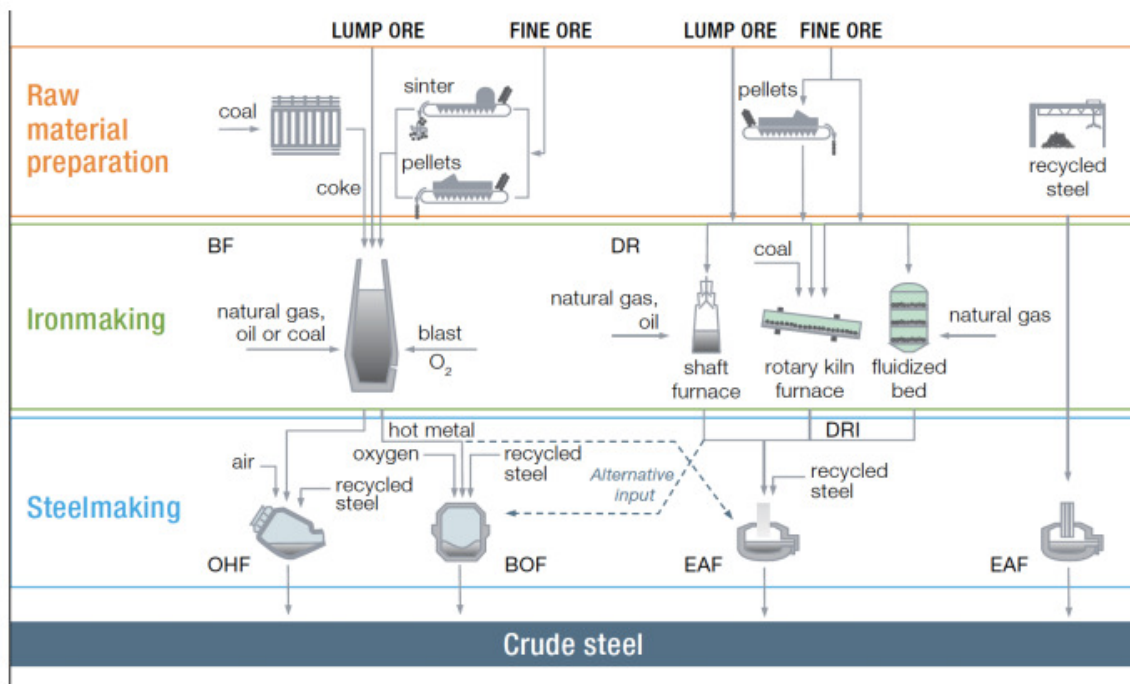 LUMP ORE
FINE ORE
LUMP ORE
FINE ORE
Raw
material
preparation
coal
coke
sinter
pellets
pellets
recycled
steel
Ironmaking
BF
natural gas,
oil or coal
blast
O₂
DR
coal
natural gas,
oil
natural gas
shaft
furnace
rotary kiln
furnace
fluidized
bed
Steelmaking
hot metal
DRI
air
recycled
steel
oxygen
recycled
steel
Alternative
input
recycled
steel
OHF
BOF
EAF
EAF
Crude steel